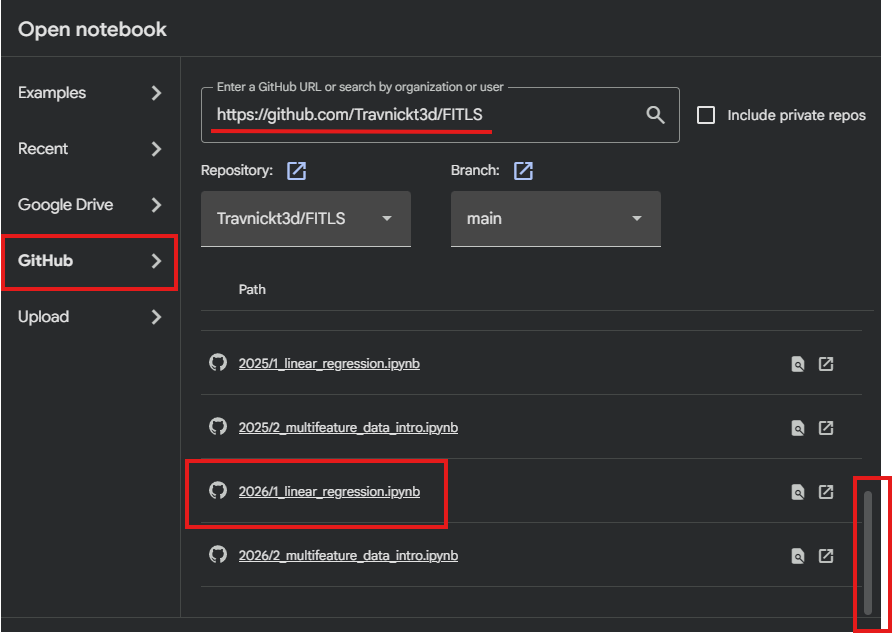 Open notebook
Examples
Recent
Google Drive
GitHub
Upload
Enter a GitHub URL or search by organization or user
https://github.com/Travnickt3d/FITLS
Include private repos
Repository:
Branch:
Travnickt3d/FITLS
main
Path
2025/1_linear_regression.ipynb
2025/2_multifeature_data_intro.ipynb
2026/1_linear_regression.ipynb
2026/2_multifeature_data_intro.ipynb